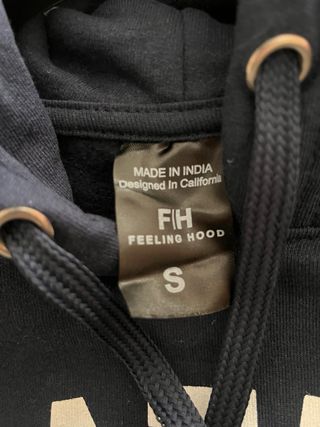 MADE IN INDIA
Designed In California
F|H
FEELING HOOD
S